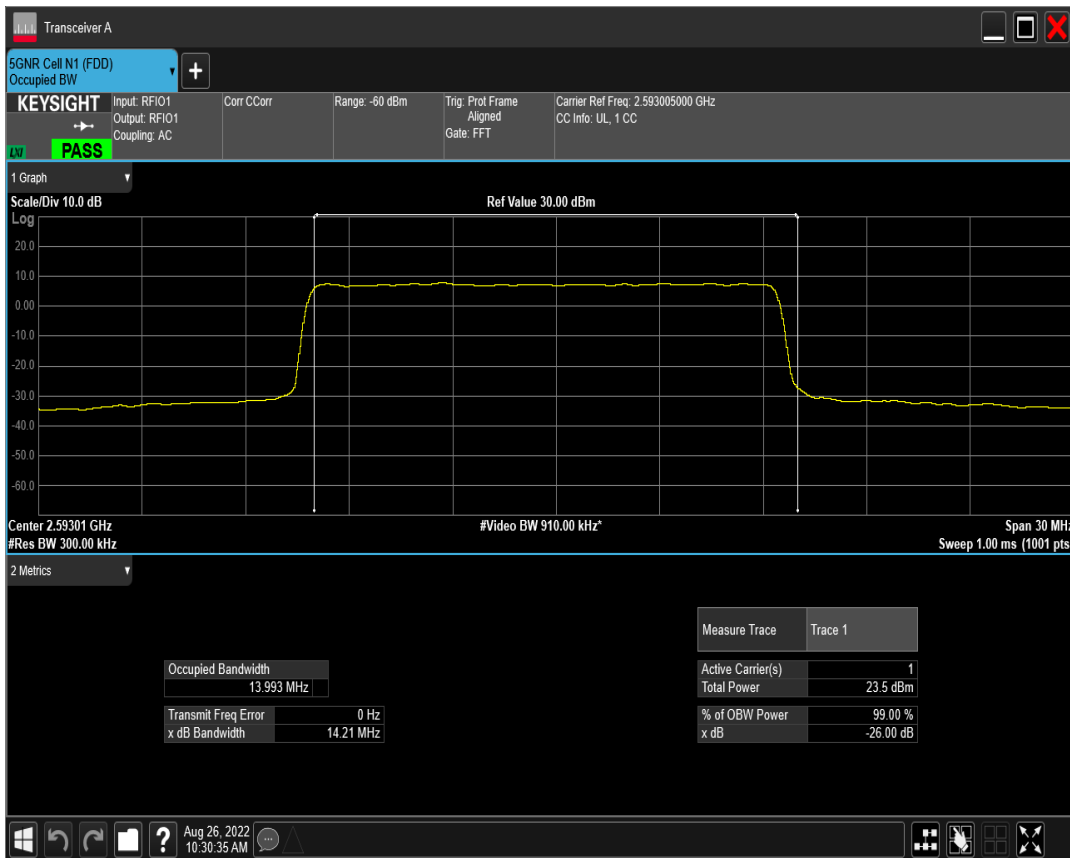 Transceiver A
5GNR Cell N1 (FDD)
Occupied BW
+
KEYSIGHT
LXI
PASS
Input: RFIO1
Output: RFIO1
Coupling: AC
Corr CCorr
Range: -60 dBm
Trig: Prot Frame
Aligned
Gate: FFT
Carrier Ref Freq: 2.593005000 GHz
CC Info: UL, 1 CC
1 Graph
Scale/Div 10.0 dB
Ref Value 30.00 dBm
Log
20.0
10.0
0.00
-10.0
-20.0
-30.0
-40.0
-50.0
-60.0
Center 2.59301 GHz
#Video BW 910.00 kHz*
Span 30 MHz
#Res BW 300.00 kHz
Sweep 1.00 ms (1001 pts
2 Metrics
Measure Trace Trace 1
Occupied Bandwidth
13.993 MHz
Active Carrier(s) 1
Total Power 23.5 dBm
Transmit Freq Error 0 Hz
x dB Bandwidth 14.21 MHz
% of OBW Power 99.00 %
x dB -26.00 dB
?
Aug 26, 2022
10:30:35 AM